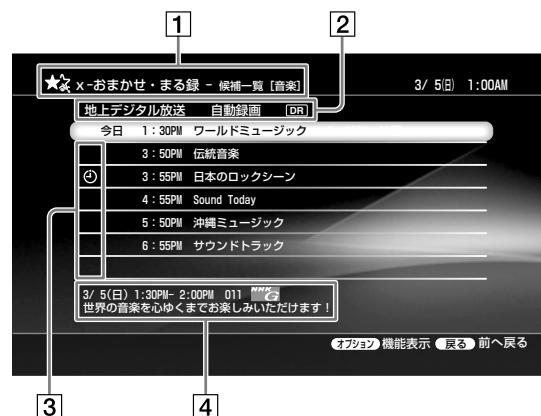 1 2
x-おまかせ・まる録 - 候補一覧 [音楽] 3/ 5(日) 1:00AM
地上デジタル放送 自動録画 DR
今日 1:30PM ワールドミュージック
3:50PM 伝統音楽
3:55PM 日本のロックシーン
4:55PM Sound Today
5:50PM 沖縄ミュージック
6:55PM サウンドトラック
3/ 5(日) 1:30PM- 2:00PM 011 NHK G
世界の音楽を心ゆくまでお楽しみいただけます!
オプション 機能表示 戻る 前へ戻る
3 4